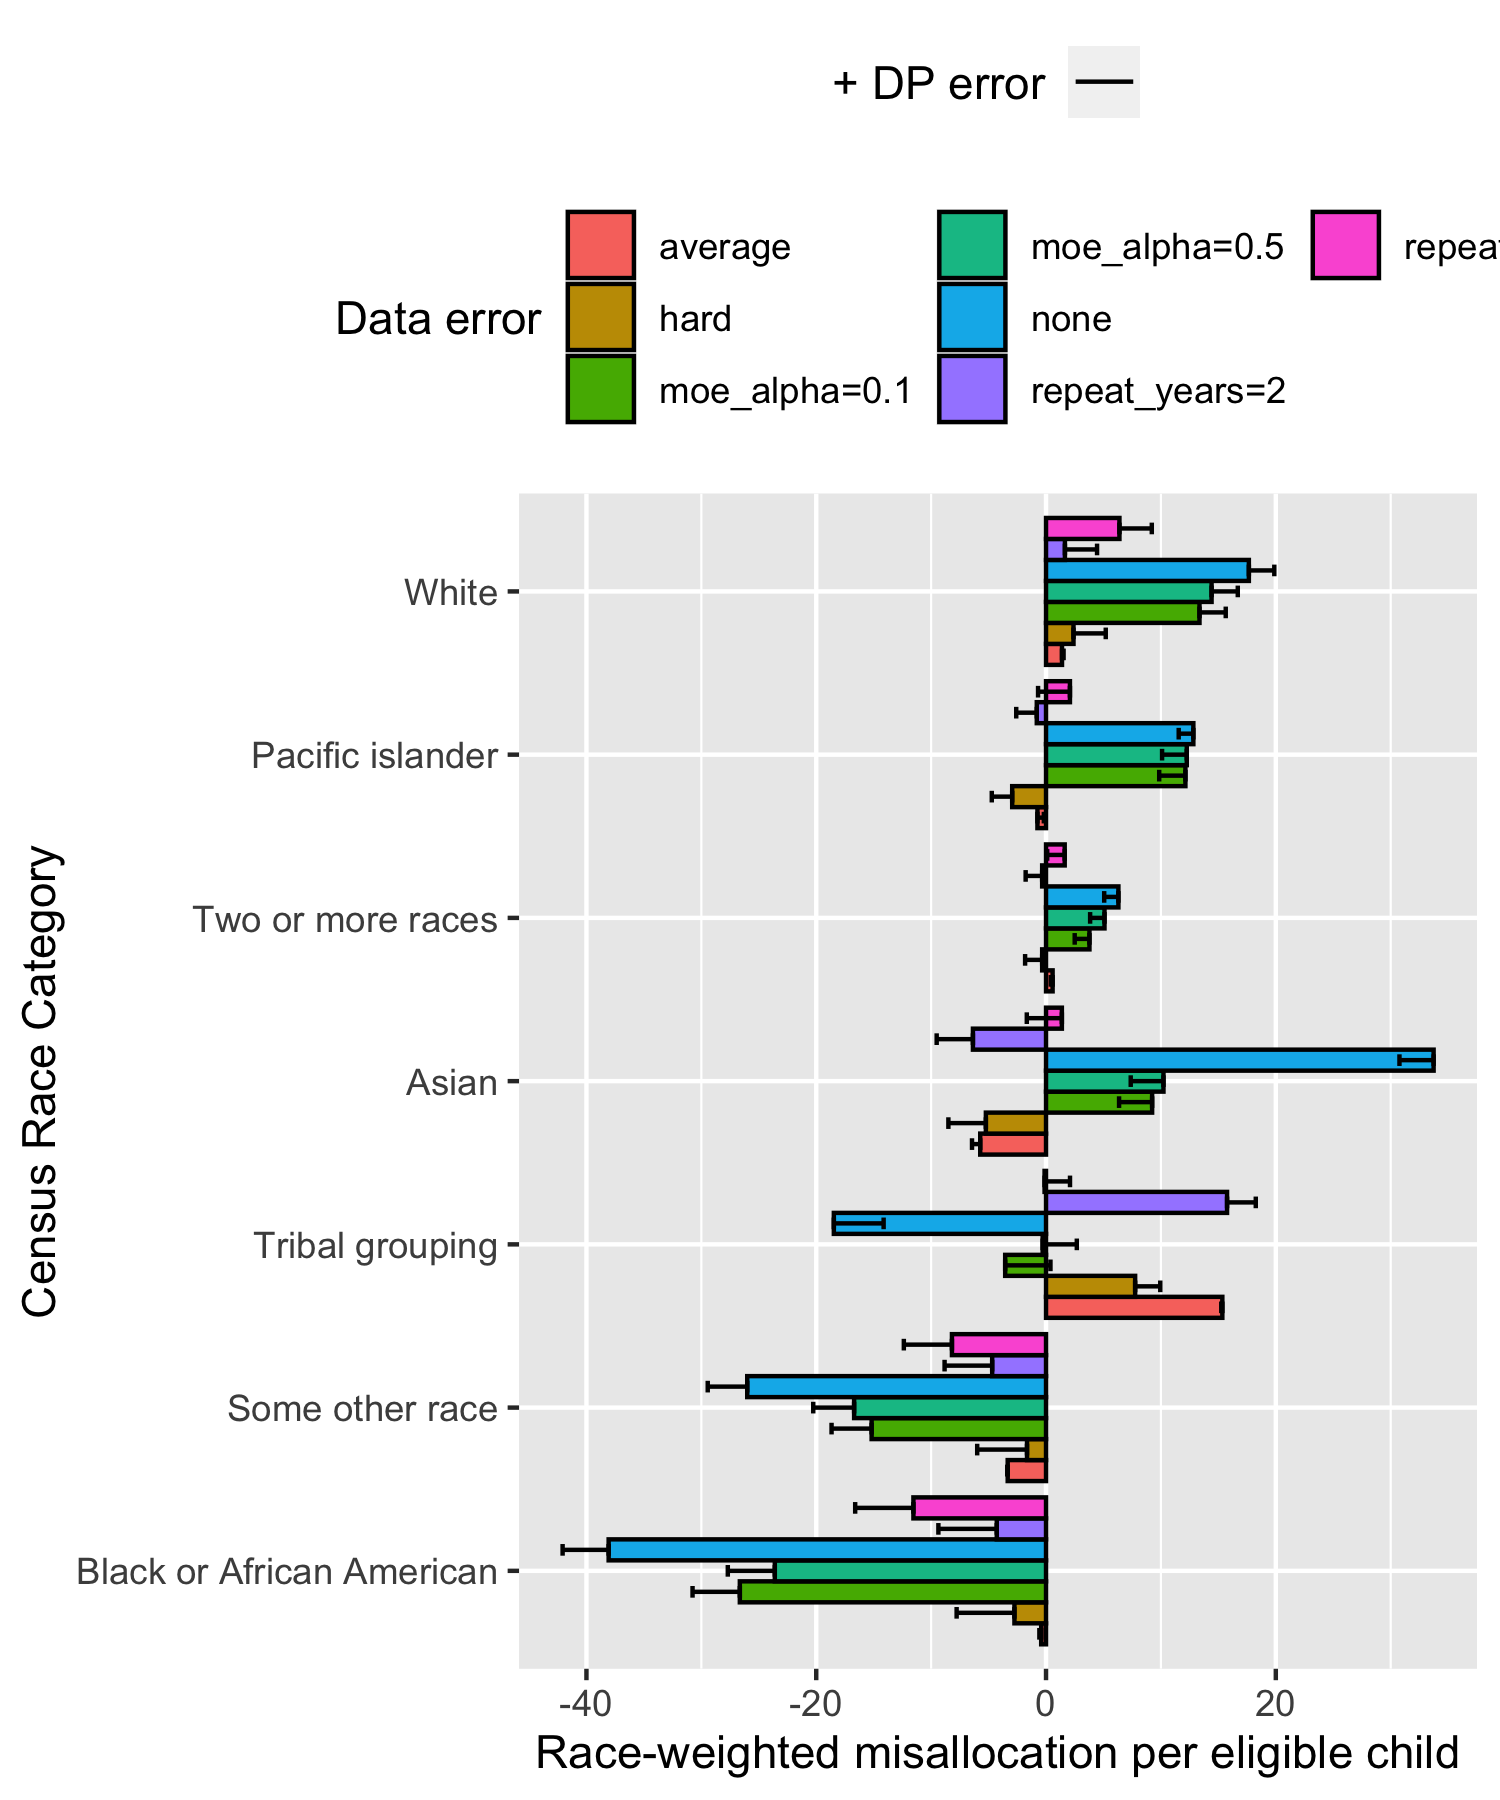 + DP error
Data error
average
hard
moe_alpha=0.1
moe_alpha=0.5
none
repeat_years=2
White
Pacific islander
Two or more races
Asian
Tribal grouping
Some other race
Black or African American
Census Race Category
-40 -20 0 20
Race-weighted misallocation per eligible child